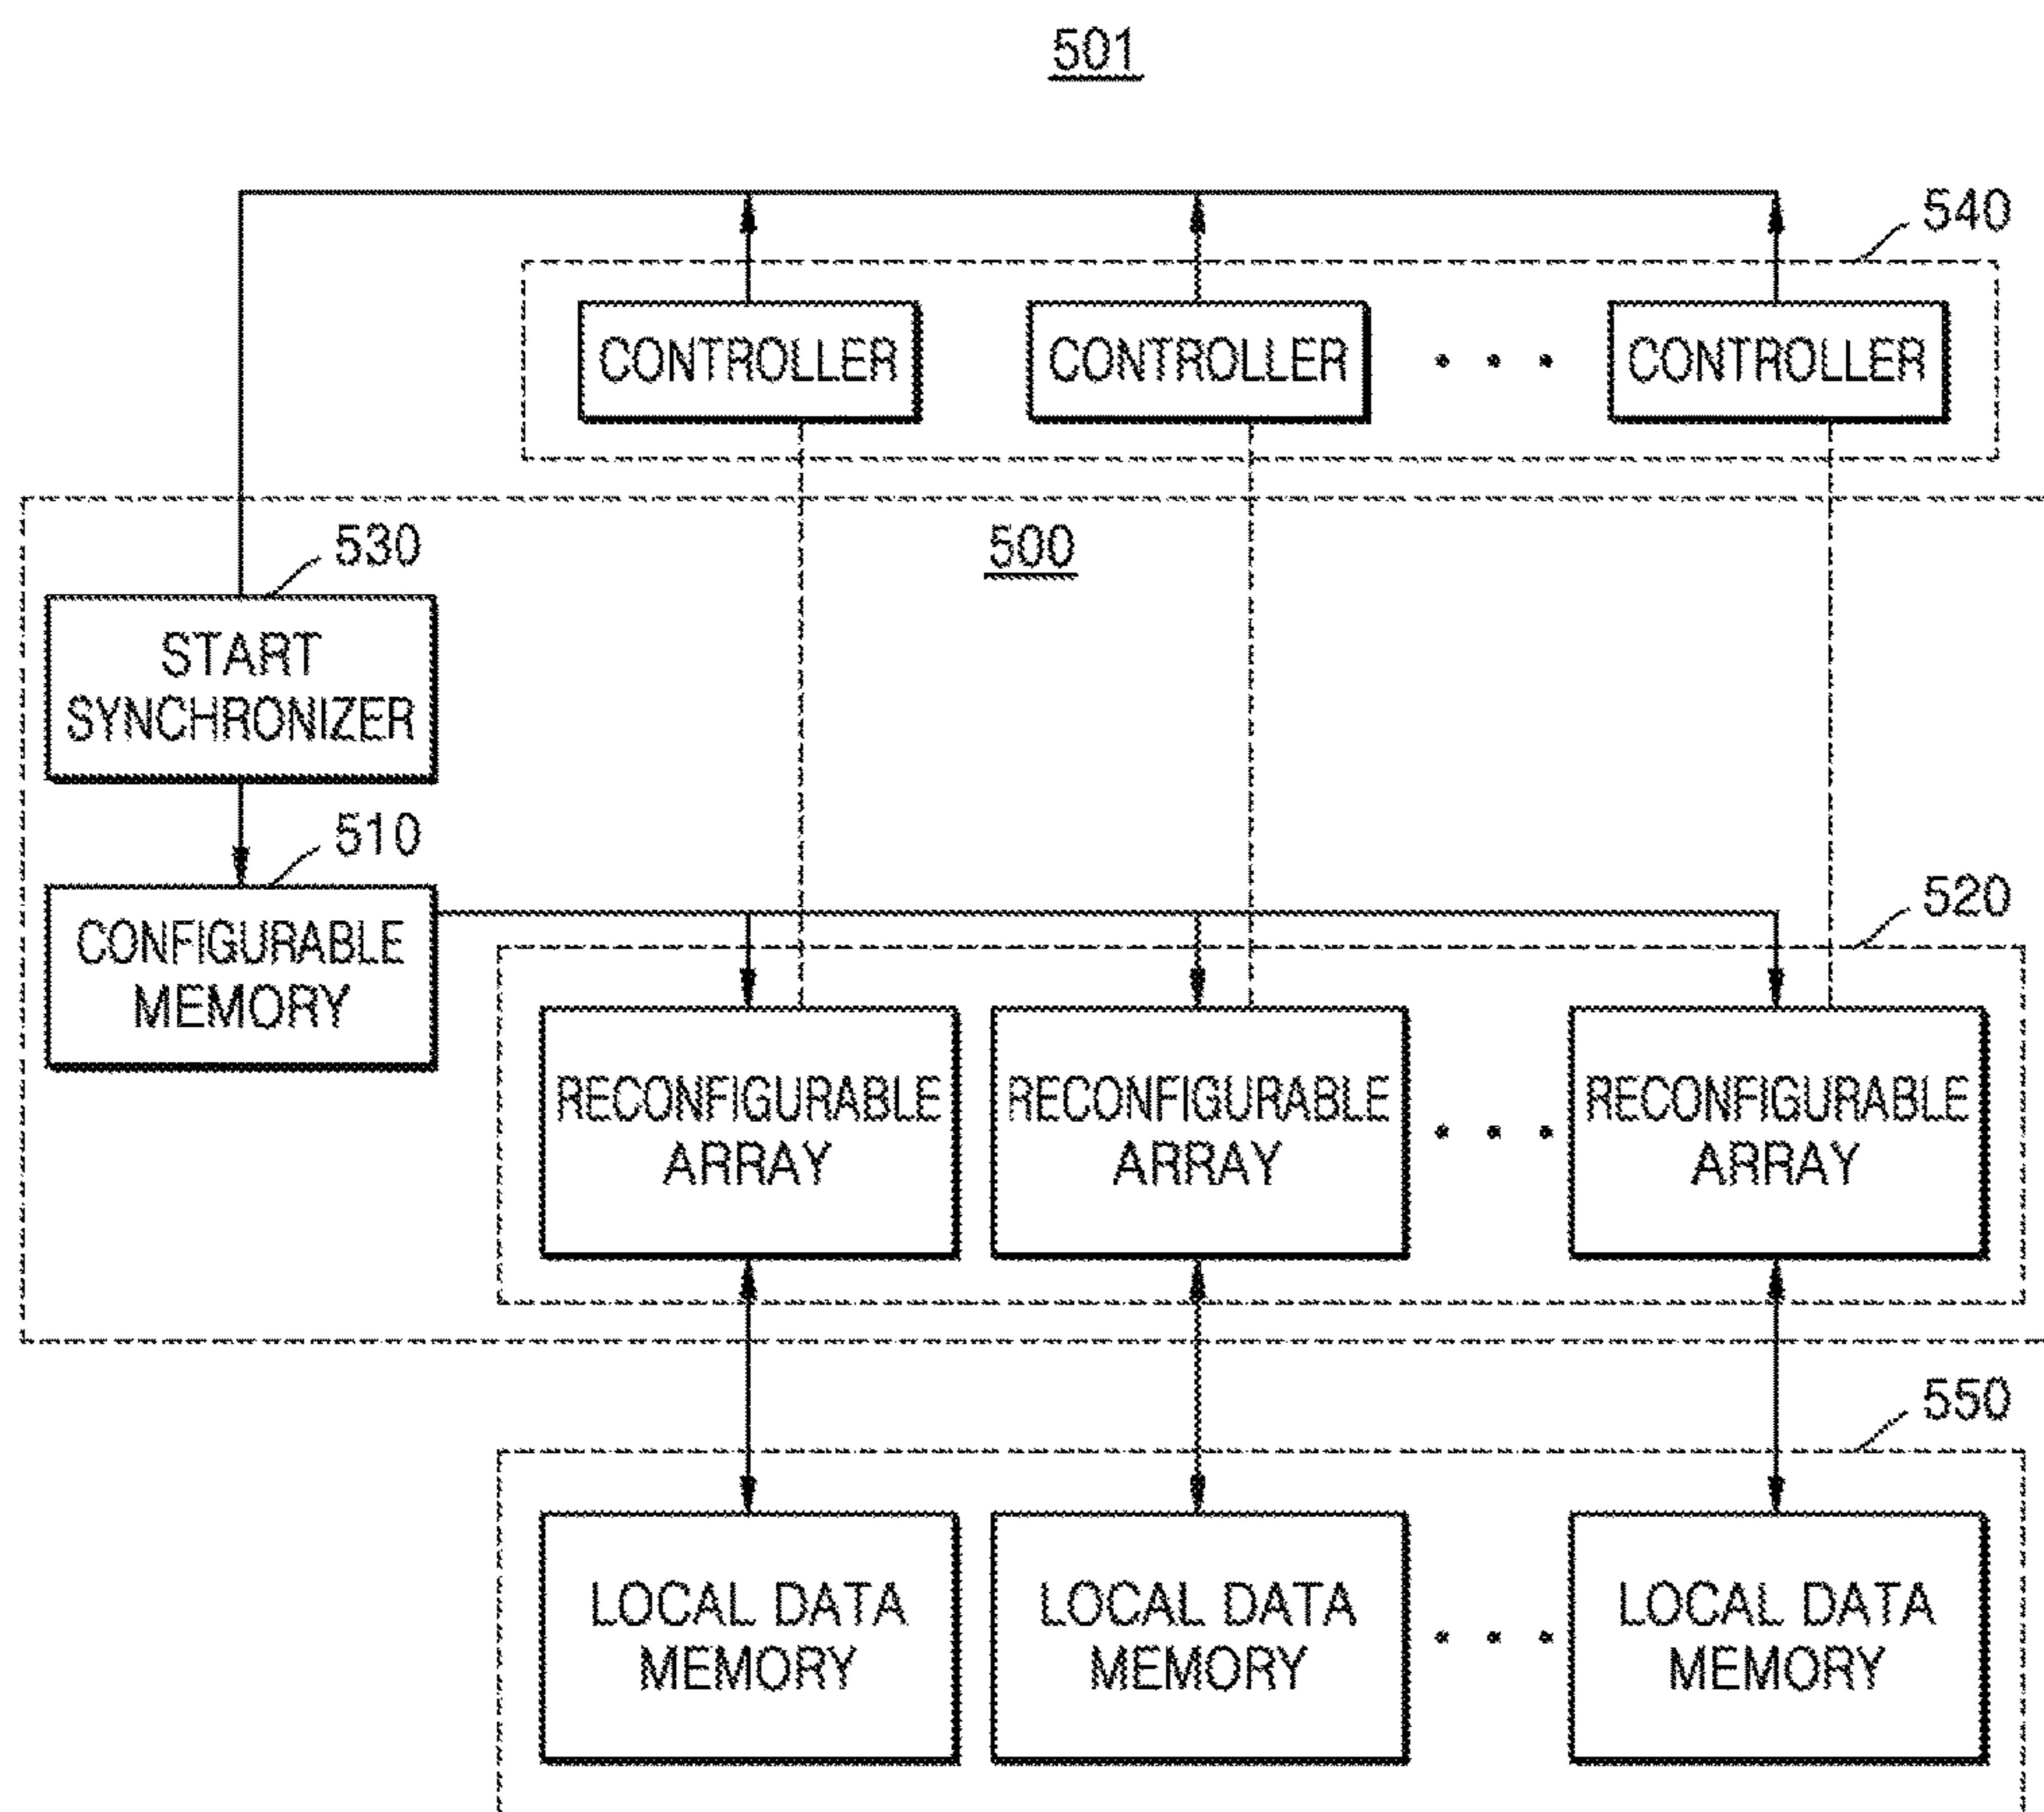 501
540
CONTROLLER
CONTROLLER
. . .
CONTROLLER
500
530
START
SYNCHRONIZER
510
CONFIGURABLE
MEMORY
520
RECONFIGURABLE
ARRAY
RECONFIGURABLE
ARRAY
. . .
RECONFIGURABLE
ARRAY
550
LOCAL DATA
MEMORY
LOCAL DATA
MEMORY
. . .
LOCAL DATA
MEMORY